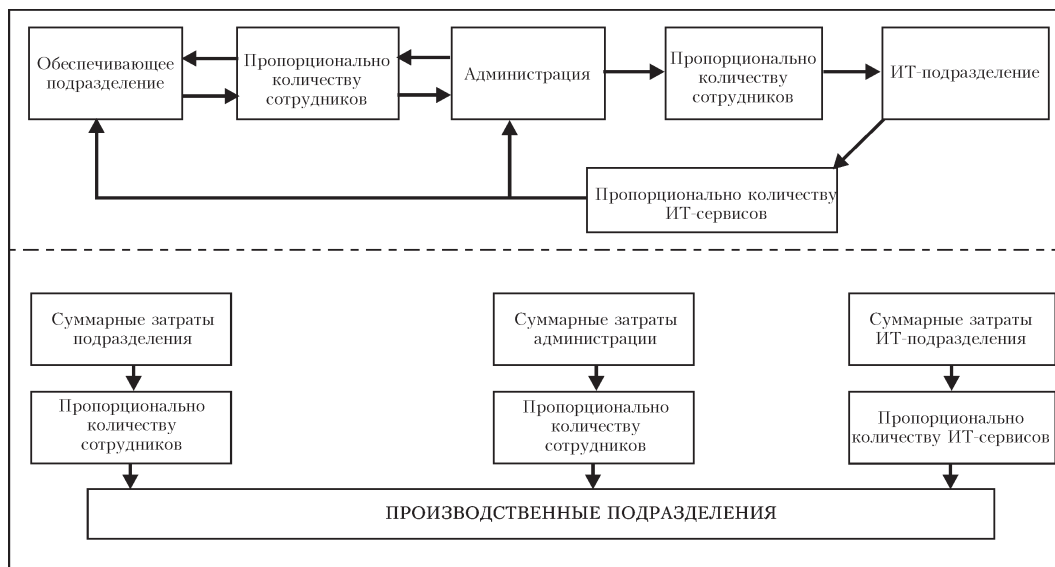 Обеспечивающее
подразделение
Пропорционально
количеству
сотрудников
Администрация
Пропорционально
количеству
сотрудников
ИТ-подразделение
Пропорционально количеству
ИТ-сервисов
Суммарные затраты
подразделения
Суммарные затраты
администрации
Суммарные затраты
ИТ-подразделения
Пропорционально
количеству
сотрудников
Пропорционально
количеству
сотрудников
Пропорционально
количеству ИТ-сервисов
ПРОИЗВОДСТВЕННЫЕ ПОДРАЗДЕЛЕНИЯ